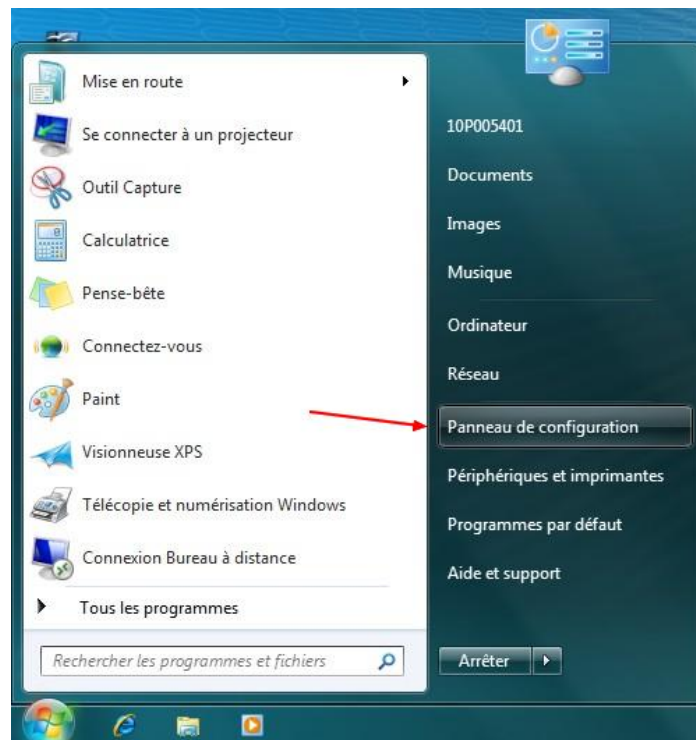 Mise en route
Se connecter à un projecteur
Outil Capture
Calculatrice
Pense-bête
Connectez-vous
Paint
Visionneuse XPS
Télécopie et numérisation Windows
Connexion Bureau à distance
Tous les programmes
Rechercher les programmes et fichiers
10P005401
Documents
Images
Musique
Ordinateur
Réseau
Panneau de configuration
Périphériques et imprimantes
Programmes par défaut
Aide et support
Arrêter